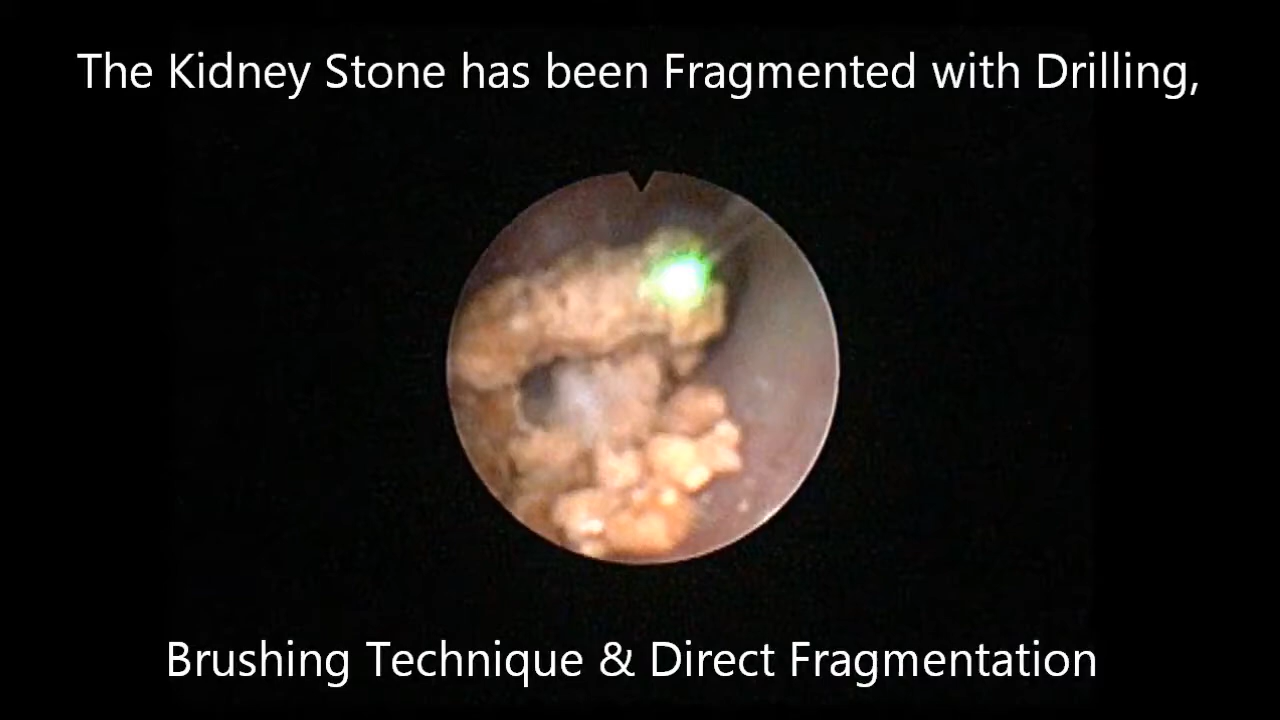 The Kidney Stone has been Fragmented with Drilling,
Brushing Technique & Direct Fragmentation